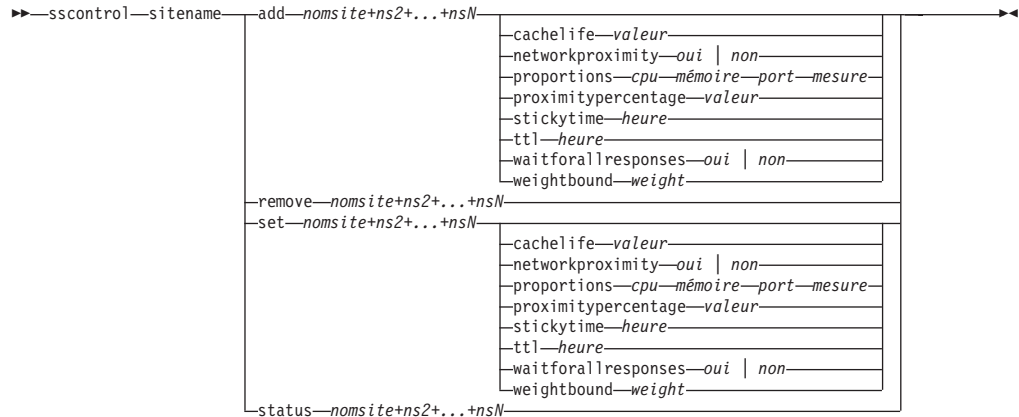 sscontrol sitename add nomsite+ns2+...+nsN
cachelife valeur
networkproximity oui | non
proportions cpu mémoire port mesure
proximitypercentage valeur
stickytime heure
ttl heure
waitforallresponses oui | non
weightbound weight
remove nomsite+ns2+...+nsN
set nomsite+ns2+...+nsN
cachelife valeur
networkproximity oui | non
proportions cpu mémoire port mesure
proximitypercentage valeur
stickytime heure
ttl heure
waitforallresponses oui | non
weightbound weight
status nomsite+ns2+...+nsN